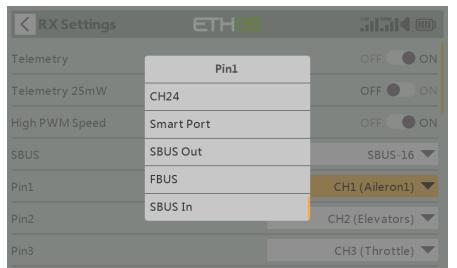 RX Settings
ETHOS
Telemetry
OFF ON
Telemetry 25mW
OFF ON
High PWM Speed
OFF ON
SBUS
SBUS-16
Pin1
CH1 (Aileron1)
Pin2
CH2 (Elevators)
Pin3
CH3 (Throttle)
Pin1
CH24
Smart Port
SBUS Out
FBUS
SBUS In